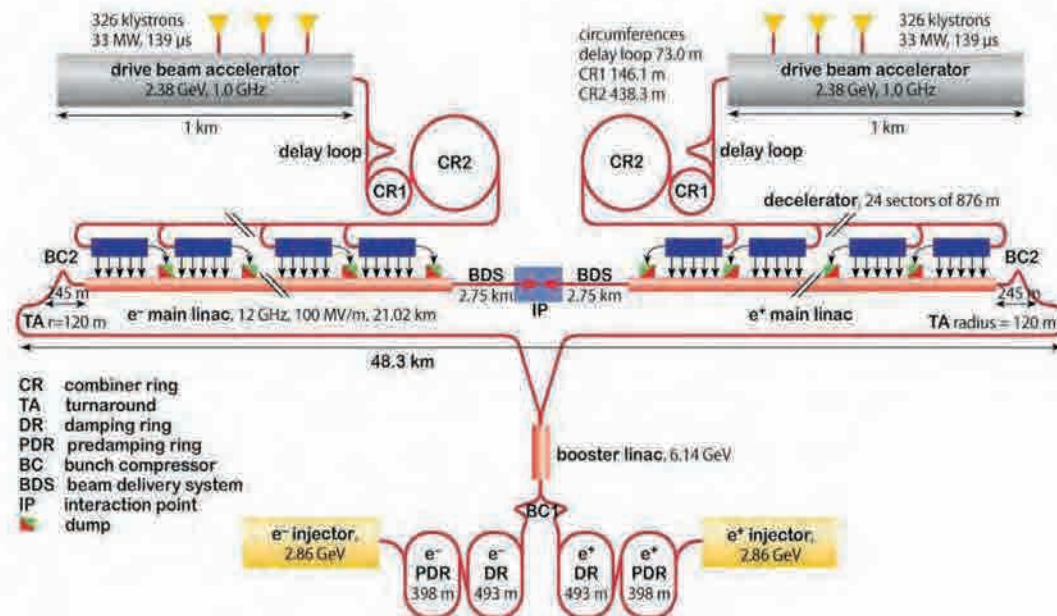 326 klystrons
33 MW, 139 µs
drive beam accelerator
2.38 GeV, 1.0 GHz
1 km
delay loop
CR1
CR2
circumferences
delay loop 73.0 m
CR1 146.1 m
CR2 438.3 m
326 klystrons
33 MW, 139 µs
drive beam accelerator
2.38 GeV, 1.0 GHz
1 km
delay loop
CR2
CR1
decelerator, 24 sectors of 876 m
BC2
245 m
TA r=120 m
e⁻ main linac, 12 GHz, 100 MV/m, 21.02 km
BDS
2.75 km
IP
BDS
2.75 km
e⁺ main linac
BC2
245 m
TA radius = 120 m
48.3 km
CR combiner ring
TA turnaround
DR damping ring
PDR predamping ring
BC bunch compressor
BDS beam delivery system
IP interaction point
dump
booster linac, 6.14 GeV
BC1
e⁻ injector,
2.86 GeV
e⁻
PDR
398 m
e⁻
DR
493 m
e⁺
DR
493 m
e⁺
PDR
398 m
e⁺ injector,
2.86 GeV